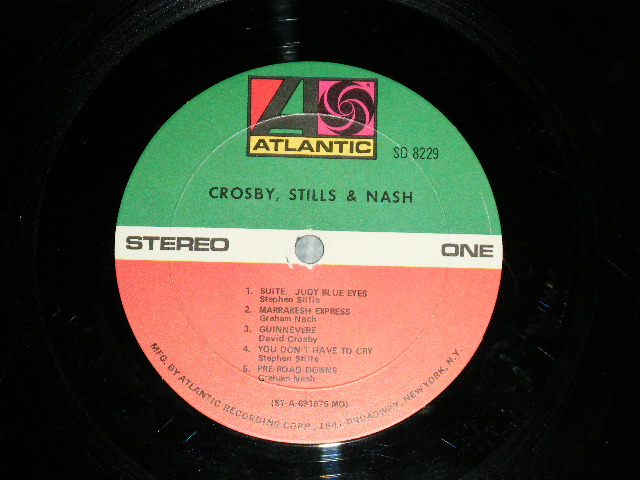 ATLANTIC
SD 8229
CROSBY, STILLS & NASH
STEREO
ONE
1. SUITE: JUDY BLUE EYES
Stephen Stills
2. MARRAKESH EXPRESS
Graham Nash
3. GUINNEVERE
David Crosby
4. YOU DON'T HAVE TO CRY
Stephen Stills
5. PRE-ROAD DOWNS
Graham Nash
(ST-A-691576-MO)
MFG. BY ATLANTIC RECORDING CORP., 1841 BROADWAY, NEW YORK, N.Y.